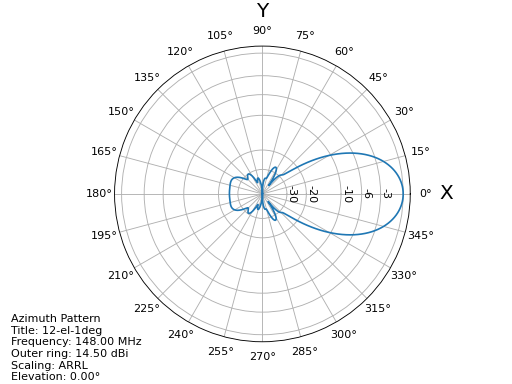 Y
90°
105° 75°
120° 60°
135° 45°
150° 30°
165° 15°
180° -30 -20 -10 -6 -3 0° X
195° 345°
210° 330°
225° 315°
240° 300°
255° 285°
270°
Azimuth Pattern
Title: 12-el-1deg
Frequency: 148.00 MHz
Outer ring: 14.50 dBi
Scaling: ARRL
Elevation: 0.00°